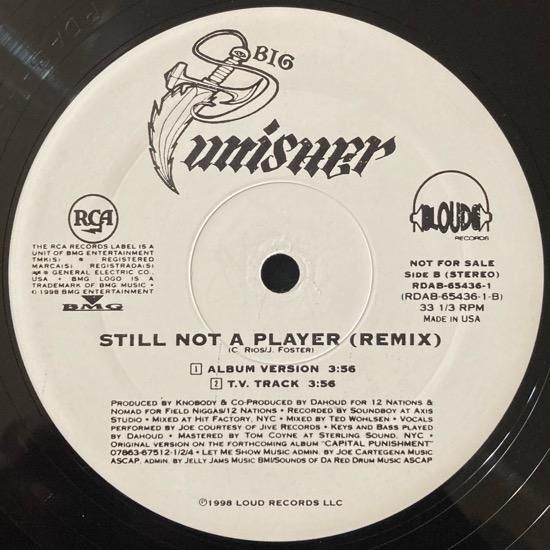 BIG
Punisher
RCA
THE RCA RECORDS LABEL IS A
UNIT OF BMG ENTERTAINMENT
TMK(S) ® REGISTERED
MARCA(S) REGISTRADA(S)
® GENERAL ELECTRIC CO.,
USA • BMG LOGO IS A
TRADEMARK OF BMG MUSIC •
©1998 BMG ENTERTAINMENT
BMG
LOUD
RECORDS
NOT FOR SALE
SIDE B (STEREO)
RDAB-65436-1
(RDAB-65436-1-B)
33 1/3 RPM
MADE IN USA
STILL NOT A PLAYER (REMIX)
(C. RIOS/J. FOSTER)
1 ALBUM VERSION 3:56
2 T.V. TRACK 3:56
PRODUCED BY KNOBODY & CO-PRODUCED BY DAHOUD FOR 12 NATIONS &
NOMAD FOR FIELD NIGGAS/12 NATIONS • RECORDED BY SOUNDBOY AT AXIS
STUDIO • MIXED AT HIT FACTORY, NYC • MIXED BY TED WOHLSEN • VOCALS
PERFORMED BY JOE COURTESY OF JIVE RECORDS • KEYS AND BASS PLAYED
BY DAHOUD • MASTERED BY TOM COYNE AT STERLING SOUND, NYC •
ORIGINAL VERSION ON THE FORTHCOMING ALBUM "CAPITAL PUNISHMENT"
07863-67512-1/2/4 • LET ME SHOW MUSIC ADMIN. BY JOE CARTEGENA MUSIC
ASCAP, ADMIN. BY JELLY JAMS MUSIC BMI/SOUNDS OF DA RED DRUM MUSIC ASCAP
℗©1998 LOUD RECORDS LLC